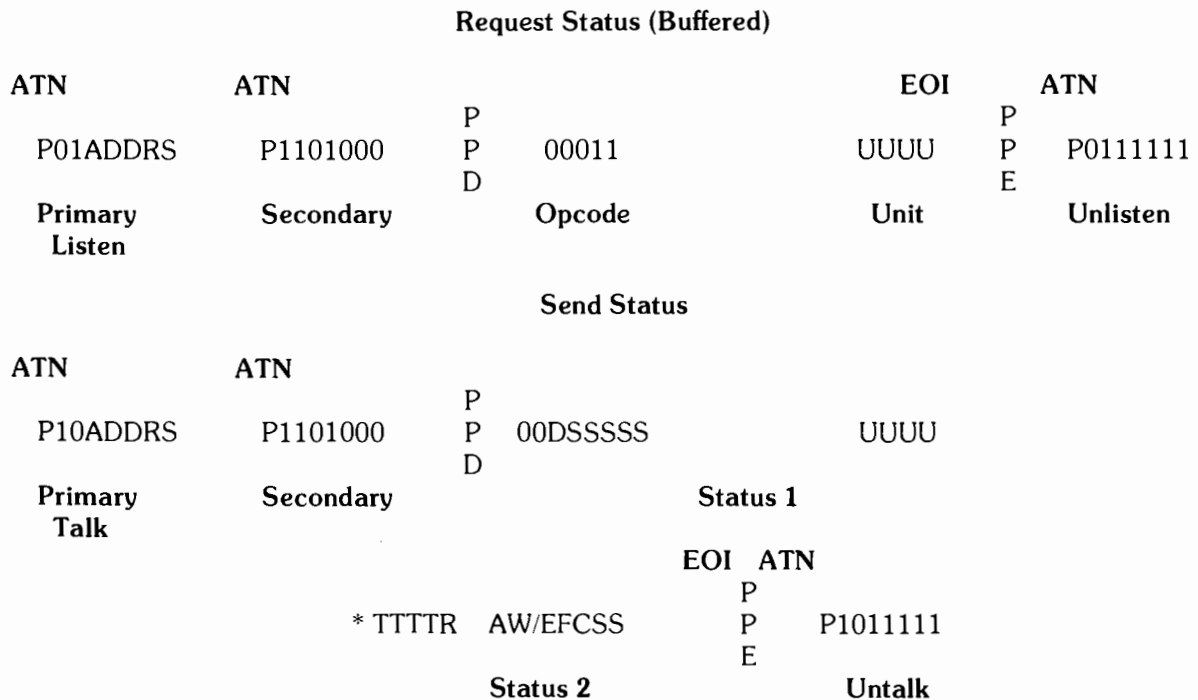 Request Status (Buffered)
ATN ATN EOI ATN
P P
P01ADDRS P1101000 P 00011 UUUU P P0111111
D E
Primary Secondary Opcode Unit Unlisten
Listen
Send Status
ATN ATN
P
P10ADDRS P1101000 P 00DSSSSS UUUU
D
Primary Secondary Status 1
Talk
EOI ATN
P
* TTTTR AW/EFCSS P P1011111
E
Status 2 Untalk